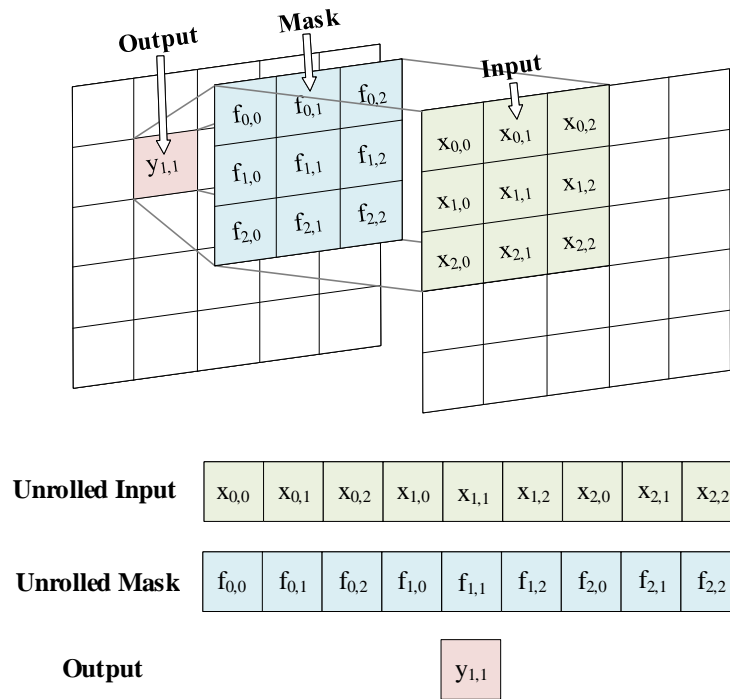 Mask
Output
Input
f0,0 f0,1 f0,2
x0,0 x0,1 x0,2
y1,1
f1,0 f1,1 f1,2
x1,0 x1,1 x1,2
f2,0 f2,1 f2,2
x2,0 x2,1 x2,2
Unrolled Input x0,0 x0,1 x0,2 x1,0 x1,1 x1,2 x2,0 x2,1 x2,2
Unrolled Mask f0,0 f0,1 f0,2 f1,0 f1,1 f1,2 f2,0 f2,1 f2,2
Output y1,1